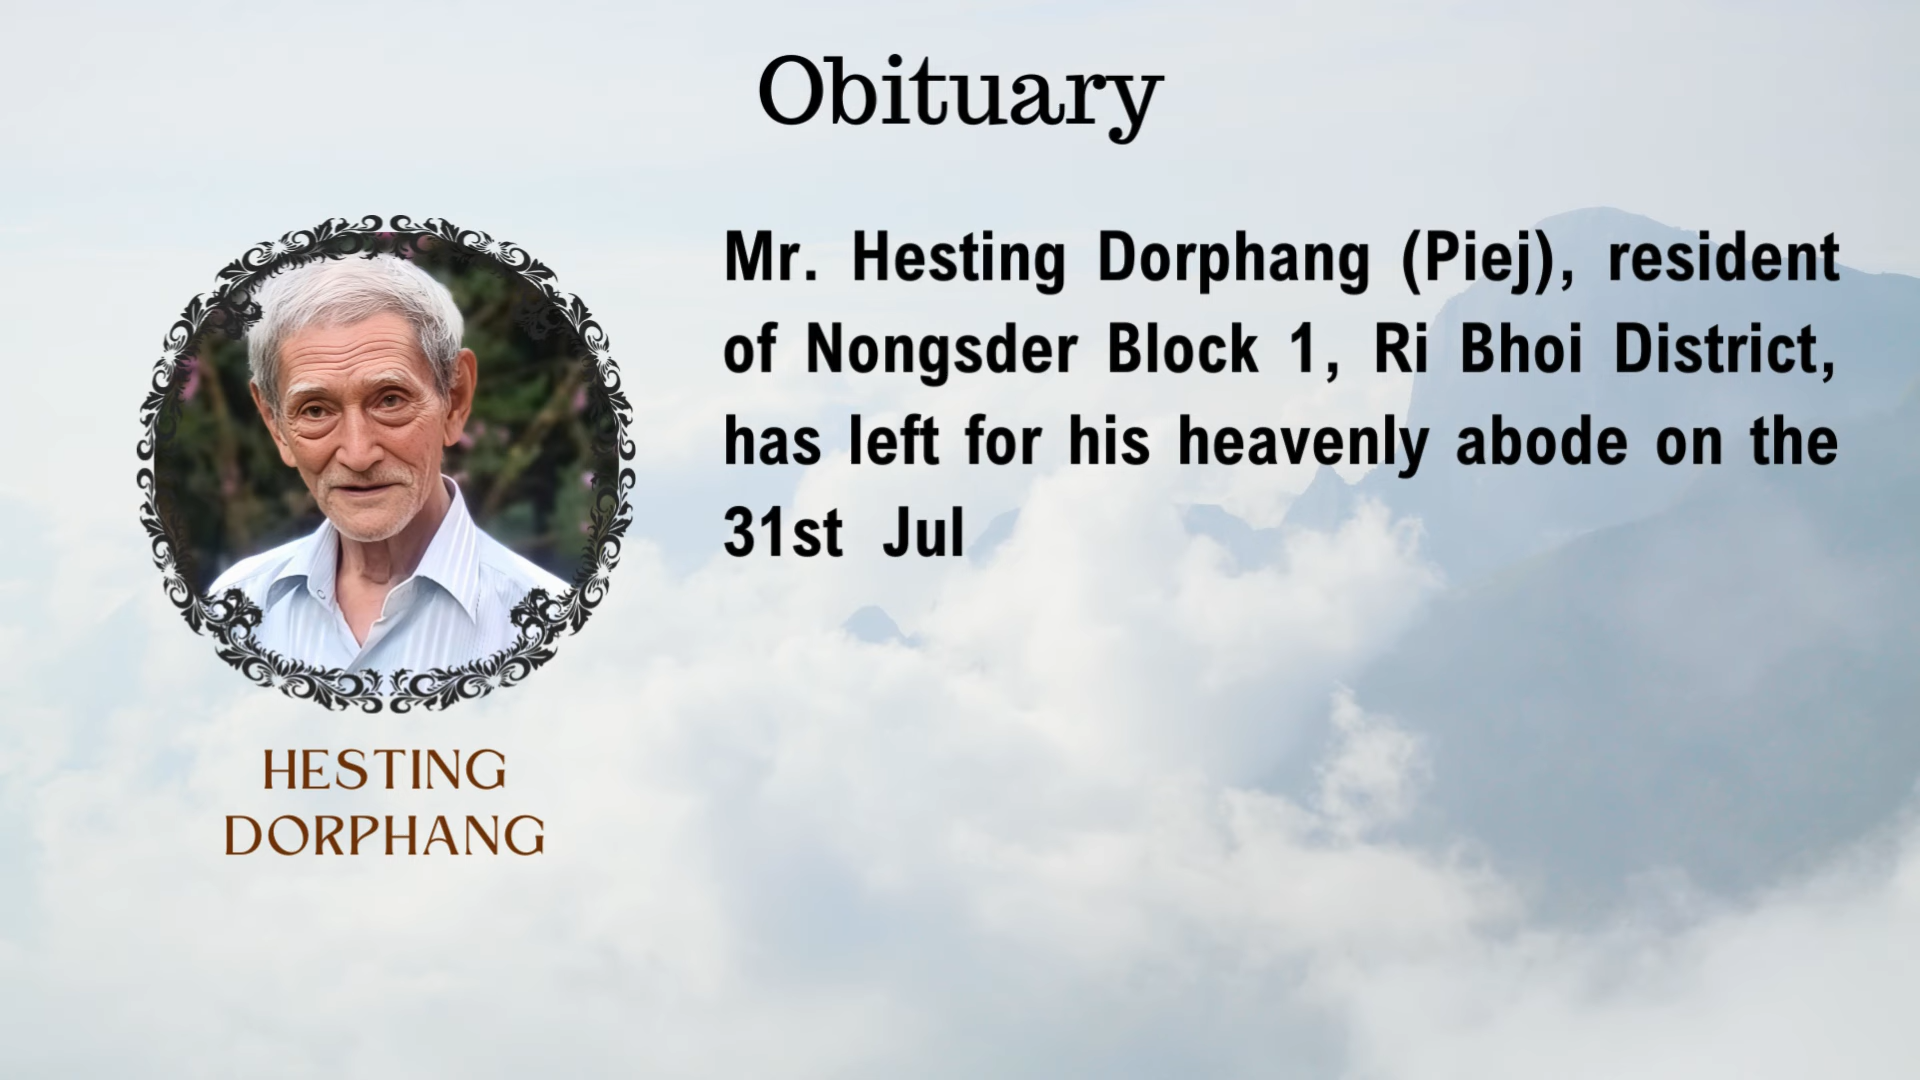 Obituary
Mr. Hesting Dorphang (Piej), resident
of Nongsder Block 1, Ri Bhoi District,
has left for his heavenly abode on the
31st Jul
HESTING
DORPHANG